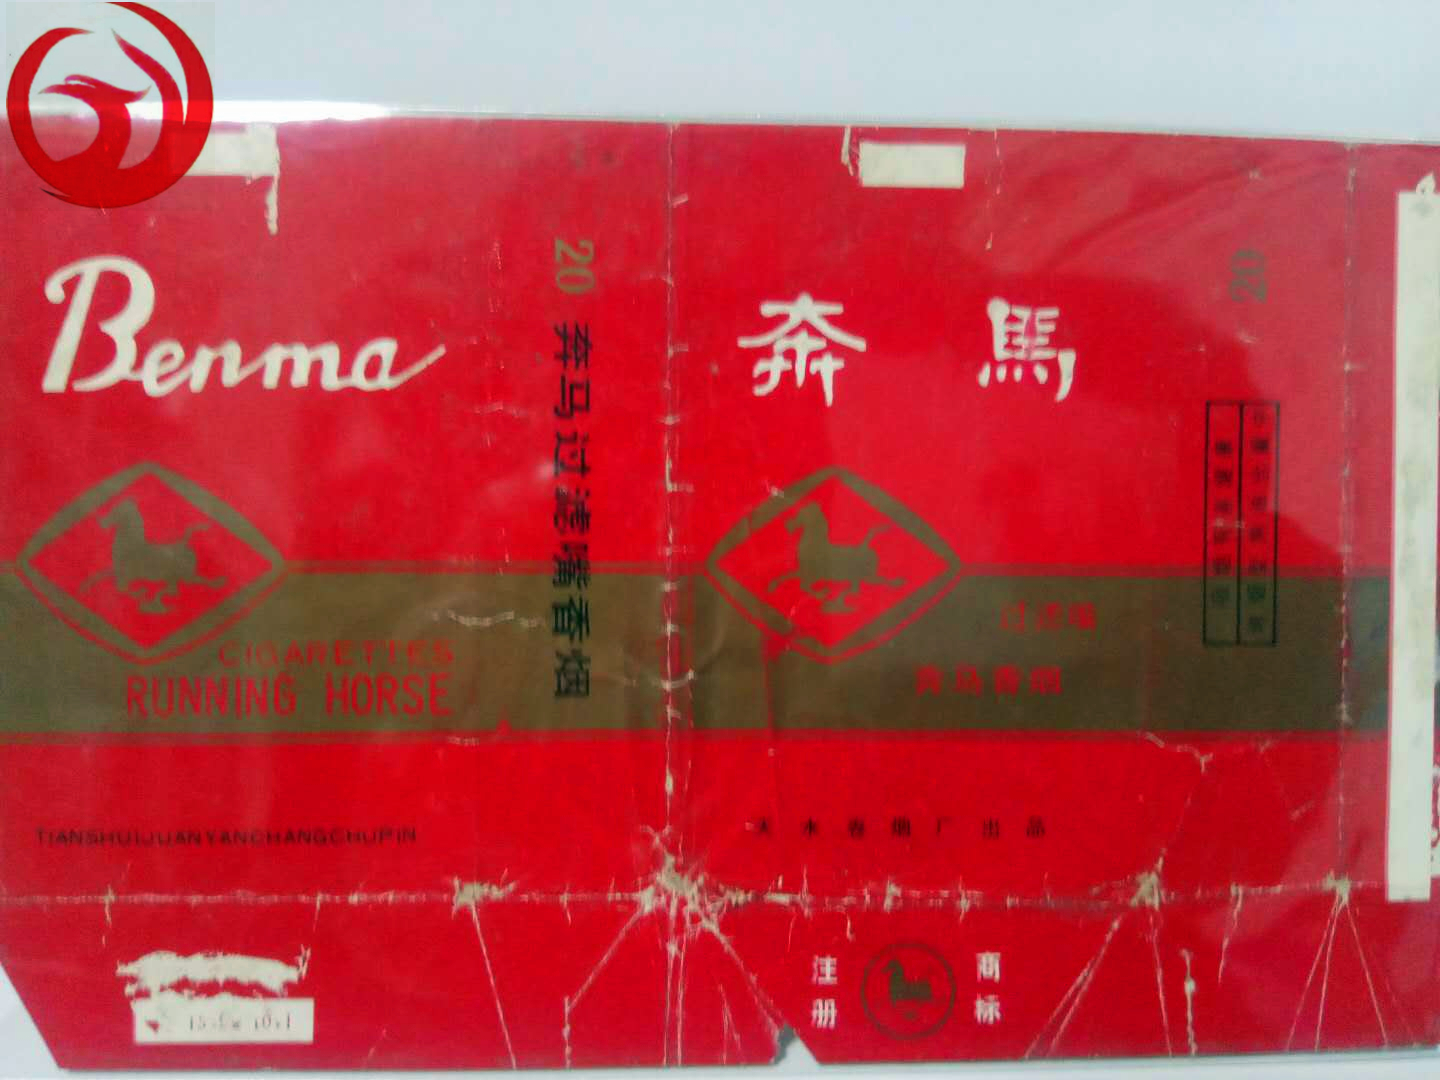 Benma
CIGARETTES
RUNNING HORSE
TIANSHUIJUANYANCHANGCHUPIN
20 奔马过滤嘴香烟
奔馬
过滤嘴
奔马香烟
天水卷烟厂出品
注册
商标
20